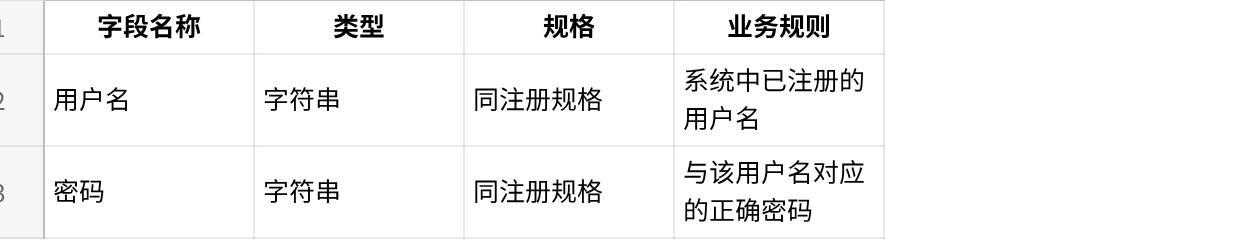 1 字段名称 类型 规格 业务规则
2 用户名 字符串 同注册规格 系统中已注册的
用户名
3 密码 字符串 同注册规格 与该用户名对应
的正确密码